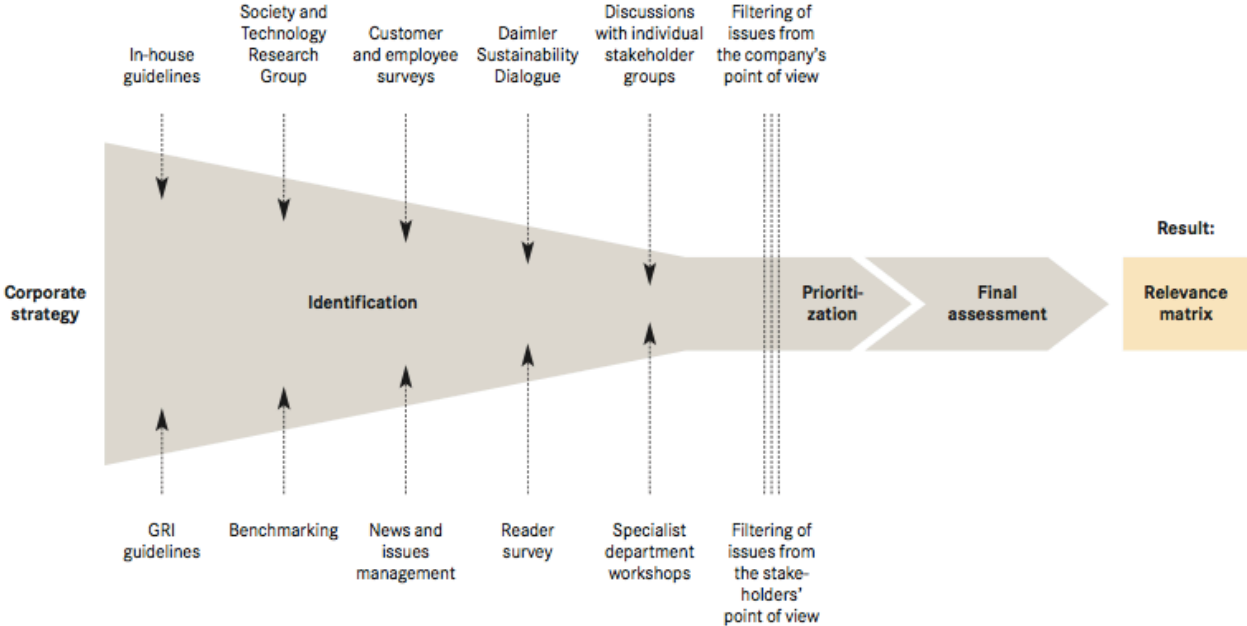 In-house
guidelines
Society and
Technology
Research
Group
Customer
and employee
surveys
Daimler
Sustainability
Dialogue
Discussions
with individual
stakeholder
groups
Filtering of
issues from
the company's
point of view
Corporate
strategy
Identification
Prioriti-
zation
Final
assessment
Result:
Relevance
matrix
GRI
guidelines
Benchmarking
News and
issues
management
Reader
survey
Specialist
department
workshops
Filtering of
issues from
the stake-
holders'
point of view